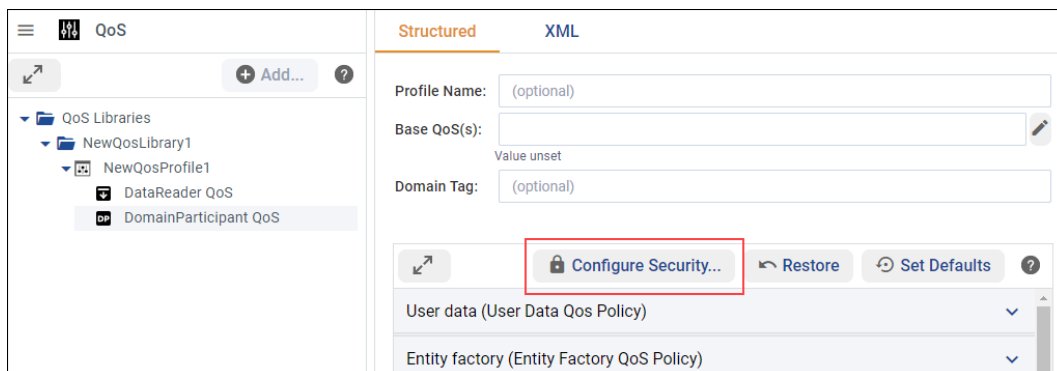 QoS
Add... ?
QoS Libraries
NewQosLibrary1
NewQosProfile1
DataReader QoS
DP DomainParticipant QoS
Structured XML
Profile Name: (optional)
Base QoS(s):
Value unset
Domain Tag: (optional)
Configure Security... Restore Set Defaults ?
User data (User Data Qos Policy)
Entity factory (Entity Factory QoS Policy)